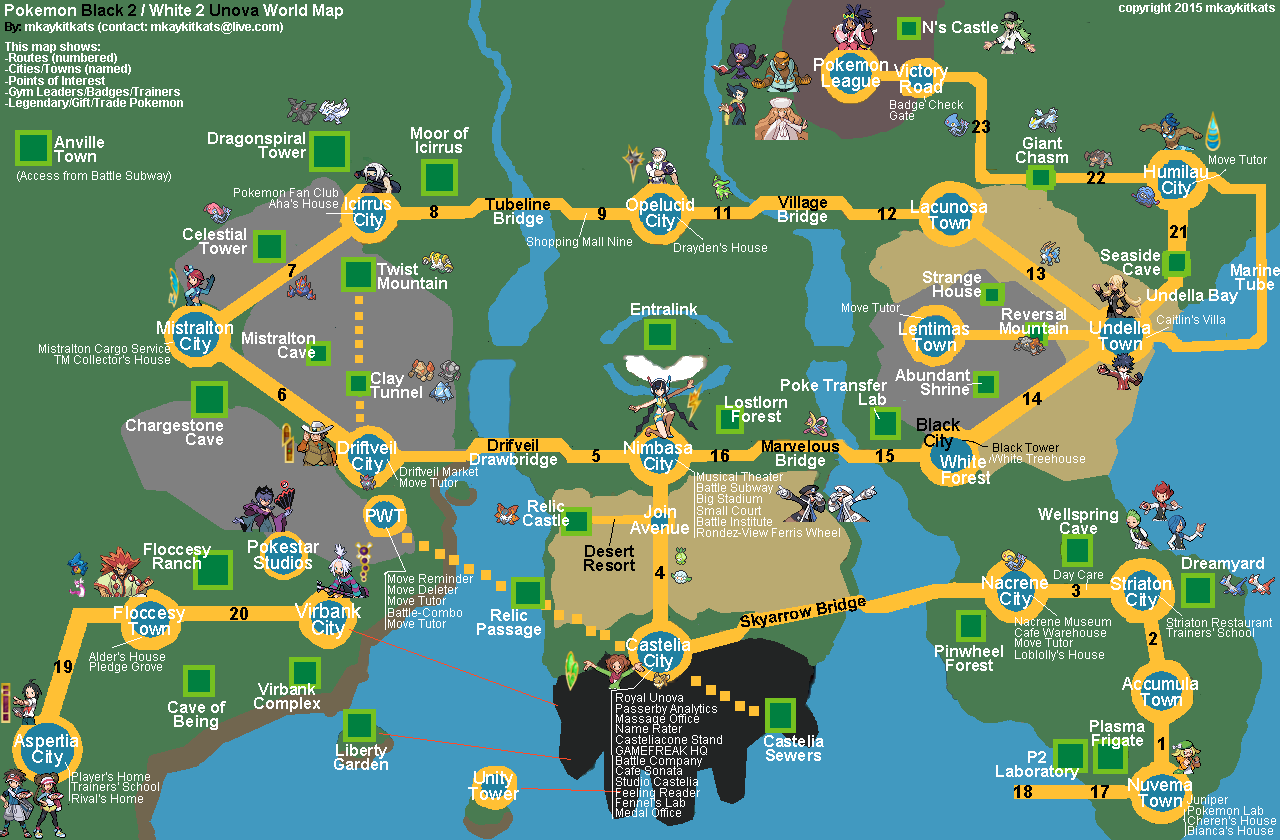 Pokemon Black 2 / White 2 Unova World Map
By: mkaykitkats (contact: mkaykitkats@live.com)
copyright 2015 mkaykitkats
This map shows:
-Routes (numbered)
-Cities/Towns (named)
-Points of Interest
-Gym Leaders/Badges/Trainers
-Legendary/Gift/Trade Pokemon
N's Castle
Pokemon
League
Victory
Road
Badge Check
Gate
23
Anville
Town
(Access from Battle Subway)
Dragonspiral
Tower
Moor of
Icirrus
Giant
Chasm
22
Humilau
City
Move Tutor
Pokemon Fan Club
Aha's House
Icirrus
City
8
Tubeline
Bridge
9
Shopping Mall Nine
Opelucid
City
Drayden's House
11
Village
Bridge
12
Lacunosa
Town
21
Celestial
Tower
7
Twist
Mountain
13
Seaside
Cave
Marine
Tube
Strange
House
Undella Bay
Move Tutor
Reversal
Mountain
Lentimas
Town
Undella
Town
Caitlin's Villa
Entralink
Mistralton
City
Mistralton Cargo Service
TM Collector's House
Mistralton
Cave
Clay
Tunnel
6
Chargestone
Cave
Abundant
Shrine
14
Poke Transfer
Lab
Lostlorn
Forest
Black
City
White
Forest
Black Tower
White Treehouse
Driftveil
City
Driftveil Market
Move Tutor
Drifveil
Drawbridge
5
Nimbasa
City
16
Marvelous
Bridge
15
Musical Theater
Battle Subway
Big Stadium
Small Court
Battle Institute
Rondez-View Ferris Wheel
PWT
Move Reminder
Move Deleter
Move Tutor
Battle-Combo
Move Tutor
Relic
Castle
Join
Avenue
Desert
Resort
4
Wellspring
Cave
Dreamyard
Floccesy
Ranch
Pokestar
Studios
Relic
Passage
Day Care
Nacrene
City
3
Striaton
City
Nacrene Museum
Cafe Warehouse
Move Tutor
Loblolly's House
Striaton Restaurant
Trainers' School
Floccesy
Town
20
Virbank
City
Skyarrow Bridge
Alder's House
Pledge Grove
Pinwheel
Forest
2
Castelia
City
19
Cave of
Being
Virbank
Complex
Accumula
Town
Royal Unova
Passerby Analytics
Massage Office
Name Rater
Casteliacone Stand
GAMEFREAK HQ
Battle Company
Cafe Sonata
Studio Castelia
Feeling Reader
Fennel's Lab
Medal Office
Castelia
Sewers
Aspertia
City
Player's Home
Trainers' School
Rival's Home
Liberty
Garden
Unity
Tower
Plasma
Frigate
1
P2
Laboratory
18
17
Nuvema
Town
Juniper
Pokemon Lab
Cheren's House
Bianca's House